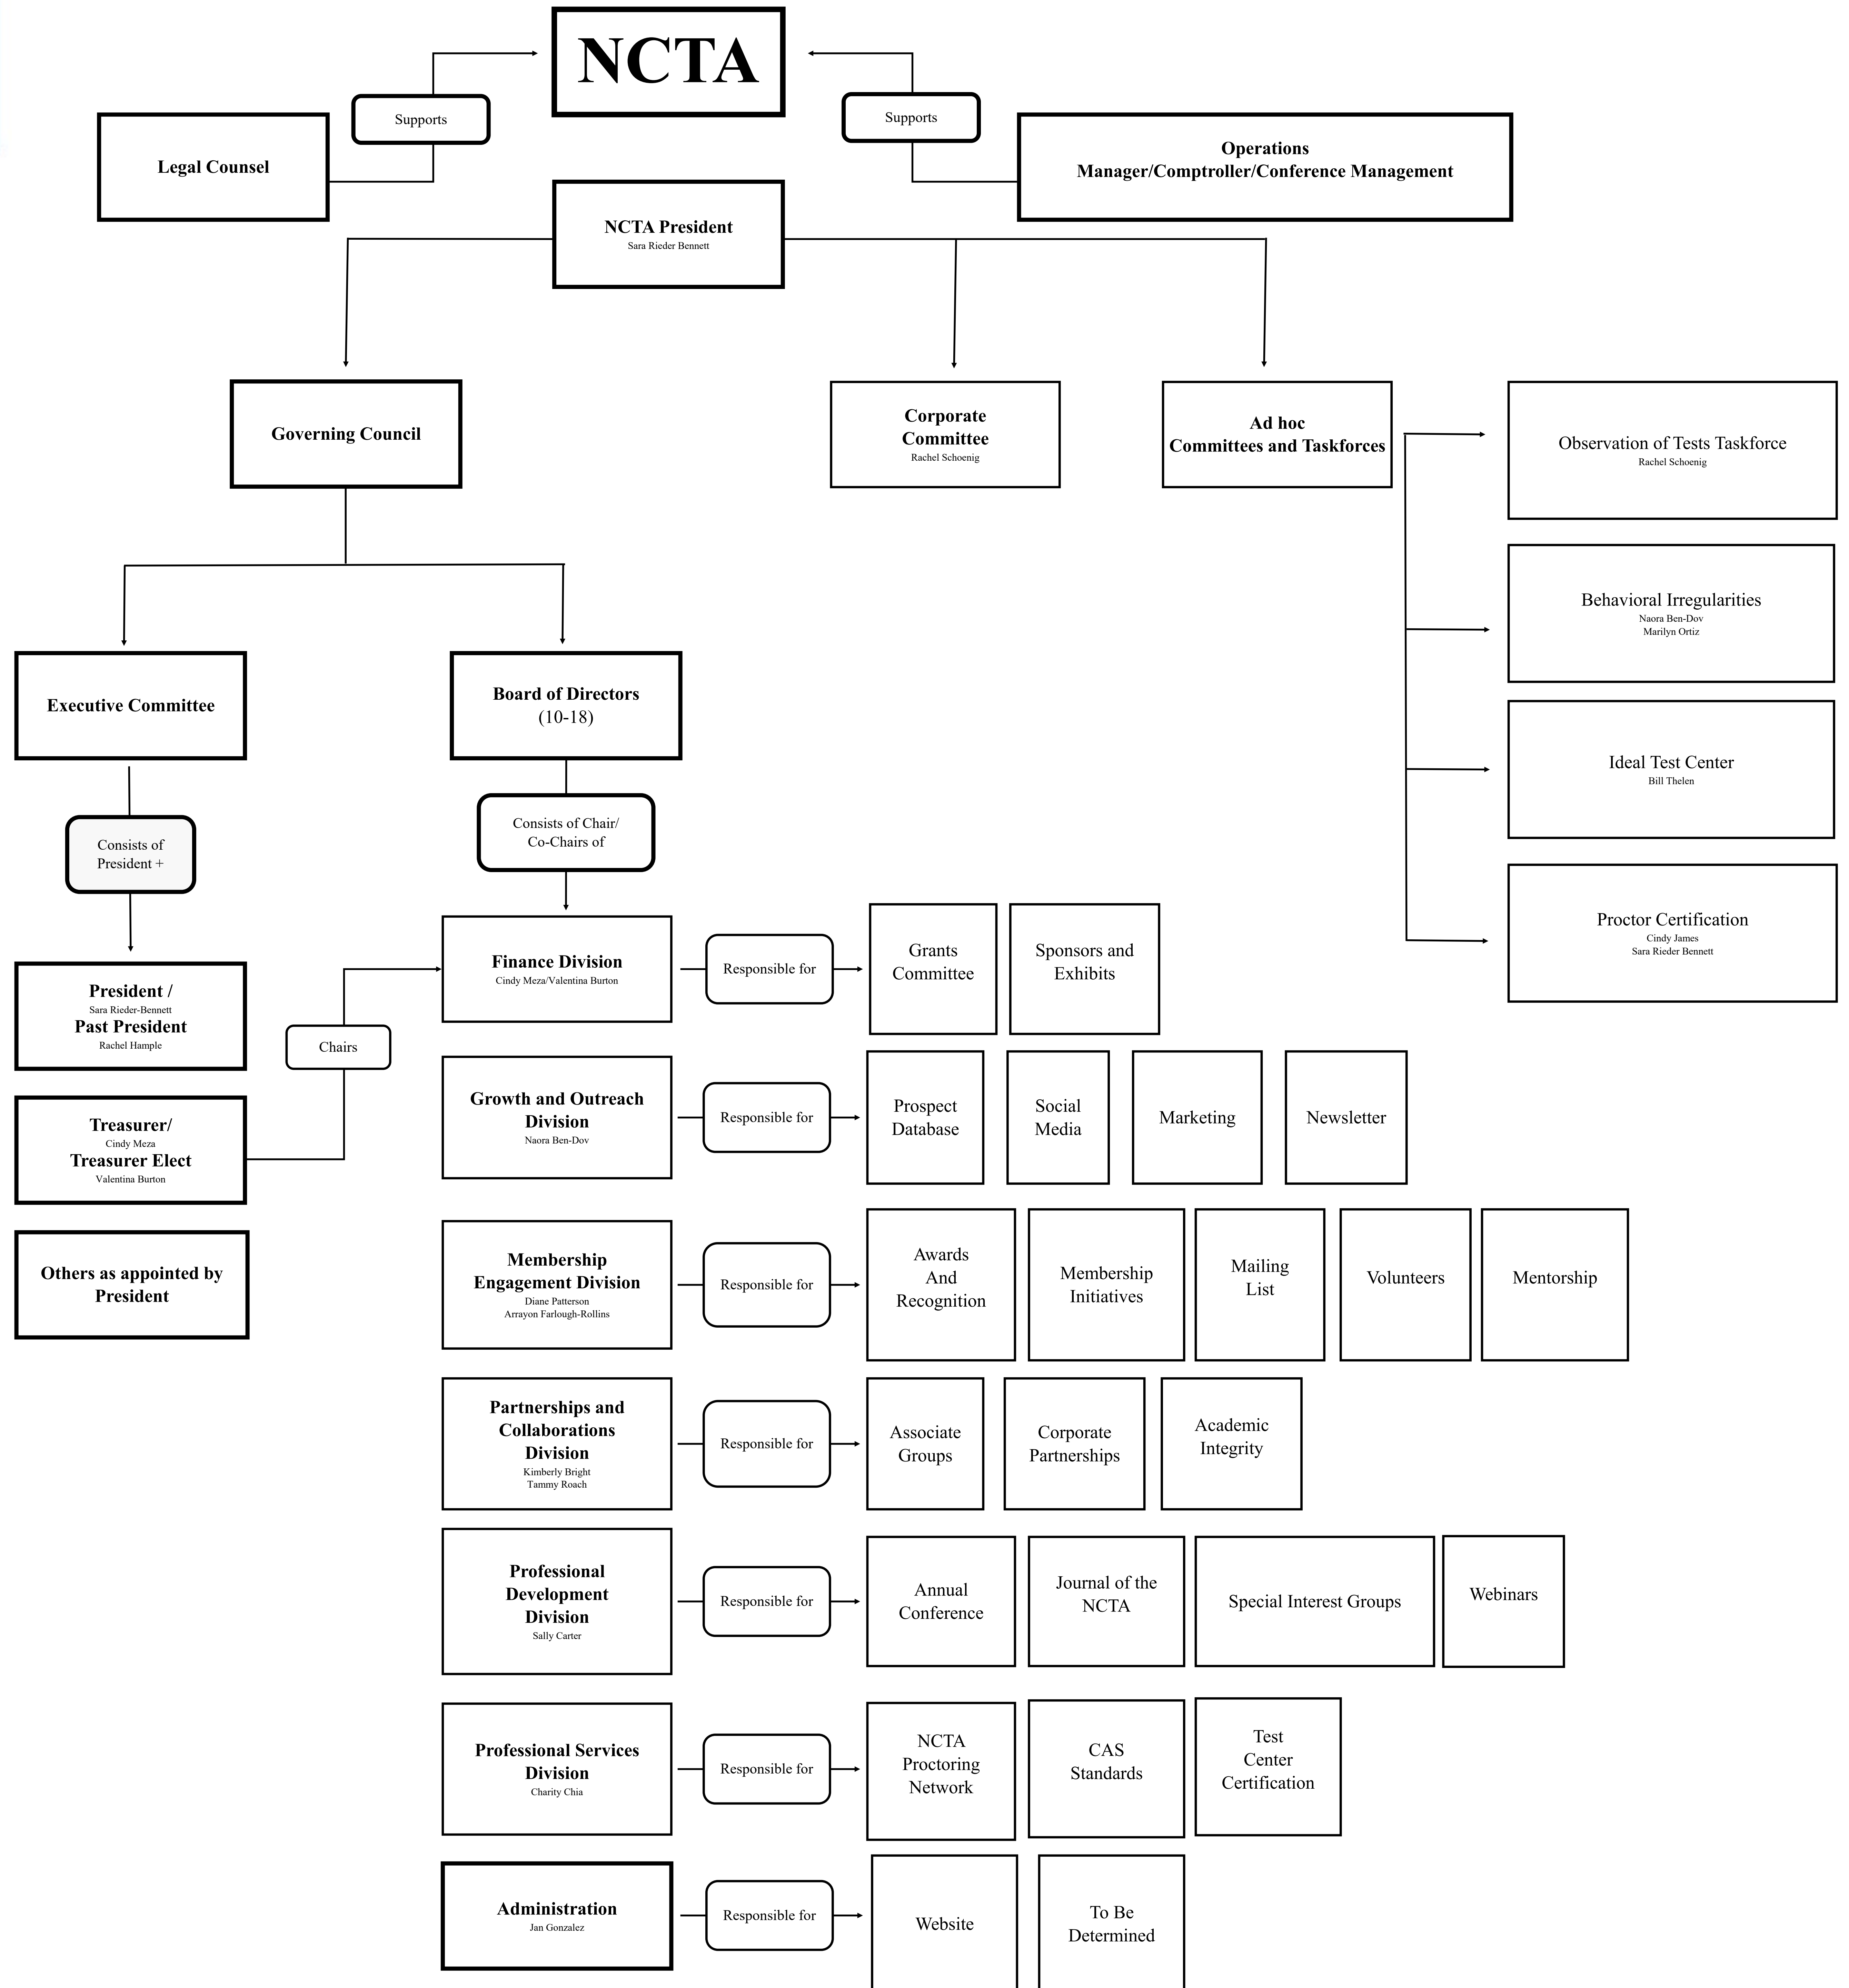 NCTA
Supports
Supports
Legal Counsel
Operations
Manager/Comptroller/Conference Management
NCTA President
Sara Rieder Bennett
Governing Council
Corporate
Committee
Rachel Schoenig
Ad hoc
Committees and Taskforces
Observation of Tests Taskforce
Rachel Schoenig
Behavioral Irregularities
Naora Ben-Dov
Marilyn Ortiz
Ideal Test Center
Bill Thelen
Proctor Certification
Cindy James
Sara Rieder Bennett
Executive Committee
Board of Directors
(10-18)
Consists of
President +
Consists of Chair/
Co-Chairs of
President /
Sara Rieder-Bennett
Past President
Rachel Hample
Treasurer/
Cindy Meza
Treasurer Elect
Valentina Burton
Others as appointed by
President
Chairs
Finance Division
Cindy Meza/Valentina Burton
Responsible for
Grants
Committee
Sponsors and
Exhibits
Growth and Outreach
Division
Naora Ben-Dov
Responsible for
Prospect
Database
Social
Media
Marketing
Newsletter
Membership
Engagement Division
Diane Patterson
Arrayon Farlough-Rollins
Responsible for
Awards
And
Recognition
Membership
Initiatives
Mailing
List
Volunteers
Mentorship
Partnerships and
Collaborations
Division
Kimberly Bright
Tammy Roach
Responsible for
Associate
Groups
Corporate
Partnerships
Academic
Integrity
Professional
Development
Division
Sally Carter
Responsible for
Annual
Conference
Journal of the
NCTA
Special Interest Groups
Webinars
Professional Services
Division
Charity Chia
Responsible for
NCTA
Proctoring
Network
CAS
Standards
Test
Center
Certification
Administration
Jan Gonzalez
Responsible for
Website
To Be
Determined